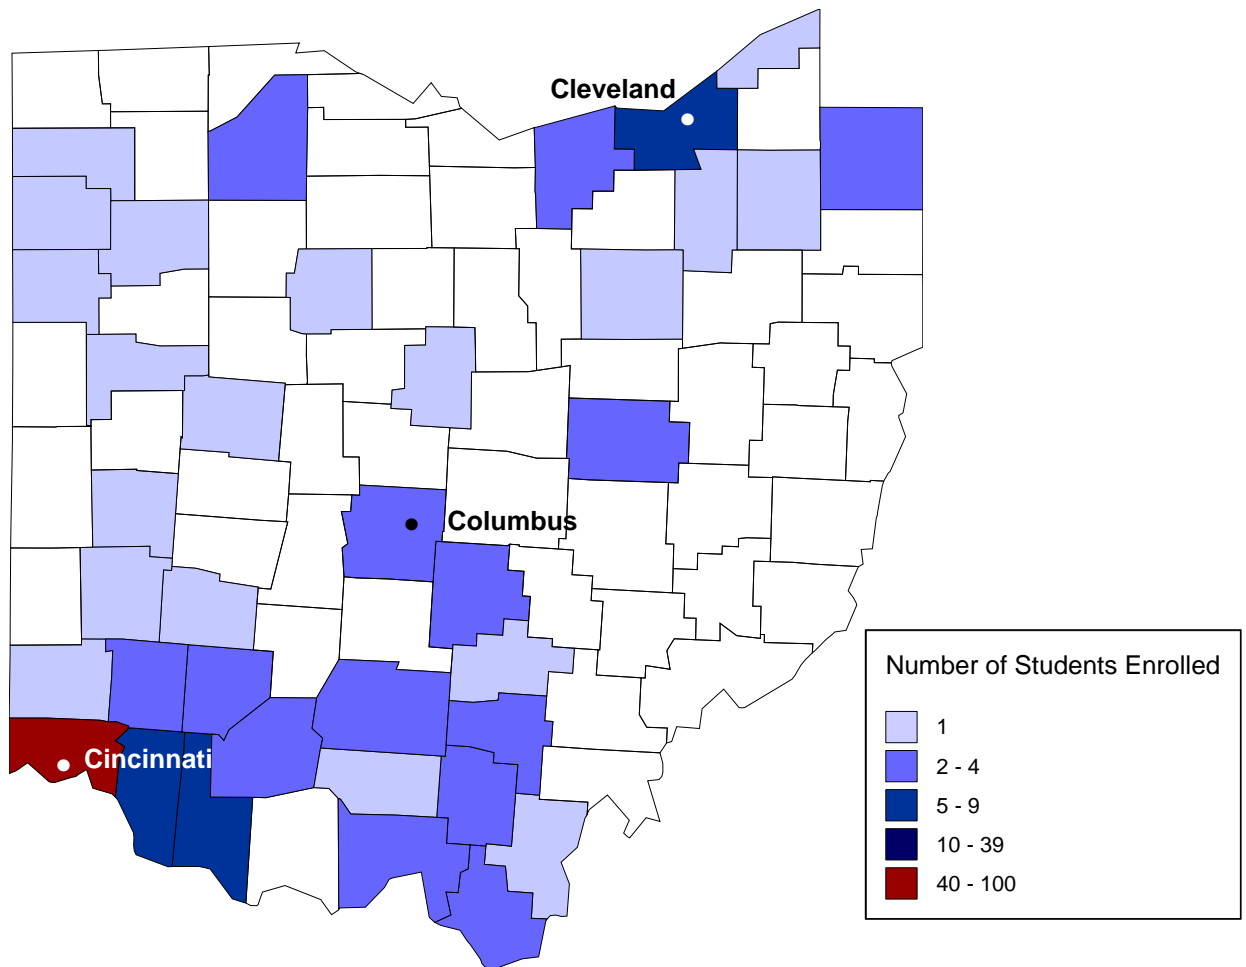 Cleveland
Columbus
Cincinnati
Number of Students Enrolled
1
2 - 4
5 - 9
10 - 39
40 - 100